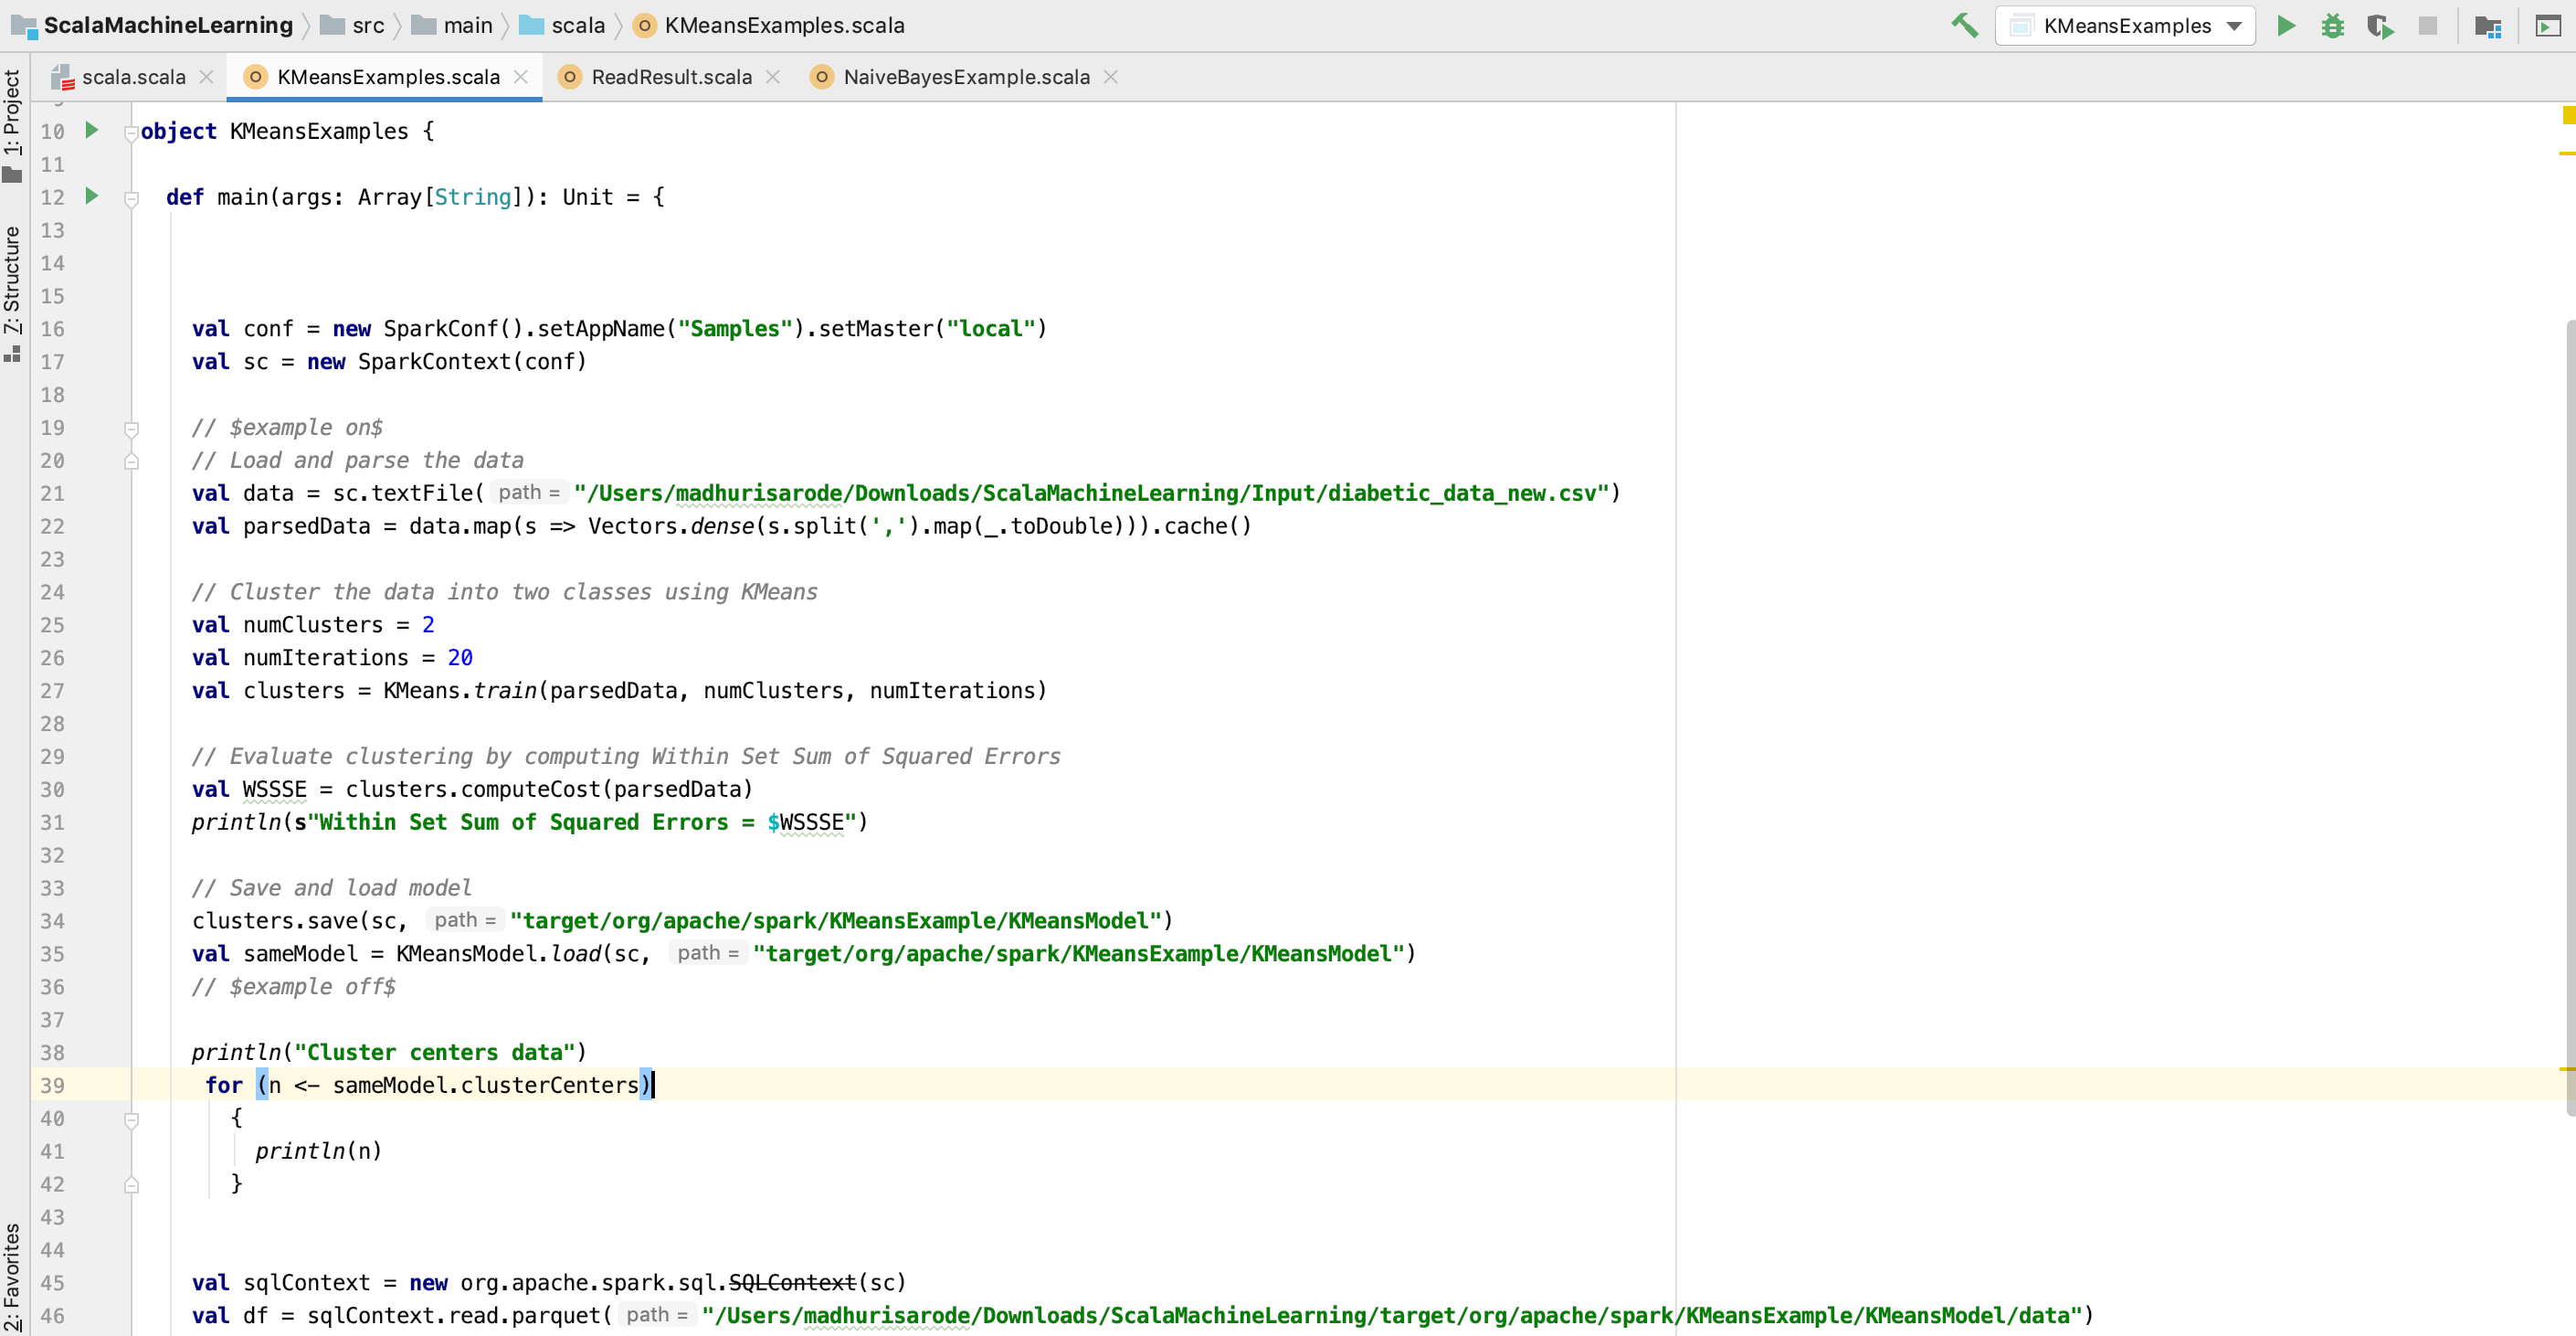 ScalaMachineLearning src main scala KMeansExamples.scala KMeansExamples
scala.scala KMeansExamples.scala ReadResult.scala NaiveBayesExample.scala
1: Project
7: Structure
2: Favorites
10 object KMeansExamples {
11
12 def main(args: Array[String]): Unit = {
13
14
15
16 val conf = new SparkConf().setAppName("Samples").setMaster("local")
17 val sc = new SparkContext(conf)
18
19 // $example on$
20 // Load and parse the data
21 val data = sc.textFile( path = "/Users/madhurisarode/Downloads/ScalaMachineLearning/Input/diabetic_data_new.csv")
22 val parsedData = data.map(s => Vectors.dense(s.split(',').map(_.toDouble))).cache()
23
24 // Cluster the data into two classes using KMeans
25 val numClusters = 2
26 val numIterations = 20
27 val clusters = KMeans.train(parsedData, numClusters, numIterations)
28
29 // Evaluate clustering by computing Within Set Sum of Squared Errors
30 val WSSSE = clusters.computeCost(parsedData)
31 println(s"Within Set Sum of Squared Errors = $WSSSE")
32
33 // Save and load model
34 clusters.save(sc, path = "target/org/apache/spark/KMeansExample/KMeansModel")
35 val sameModel = KMeansModel.load(sc, path = "target/org/apache/spark/KMeansExample/KMeansModel")
36 // $example off$
37
38 println("Cluster centers data")
39 for (n <- sameModel.clusterCenters)
40 {
41 println(n)
42 }
43
44
45 val sqlContext = new org.apache.spark.sql.SQLContext(sc)
46 val df = sqlContext.read.parquet( path = "/Users/madhurisarode/Downloads/ScalaMachineLearning/target/org/apache/spark/KMeansExample/KMeansModel/data")